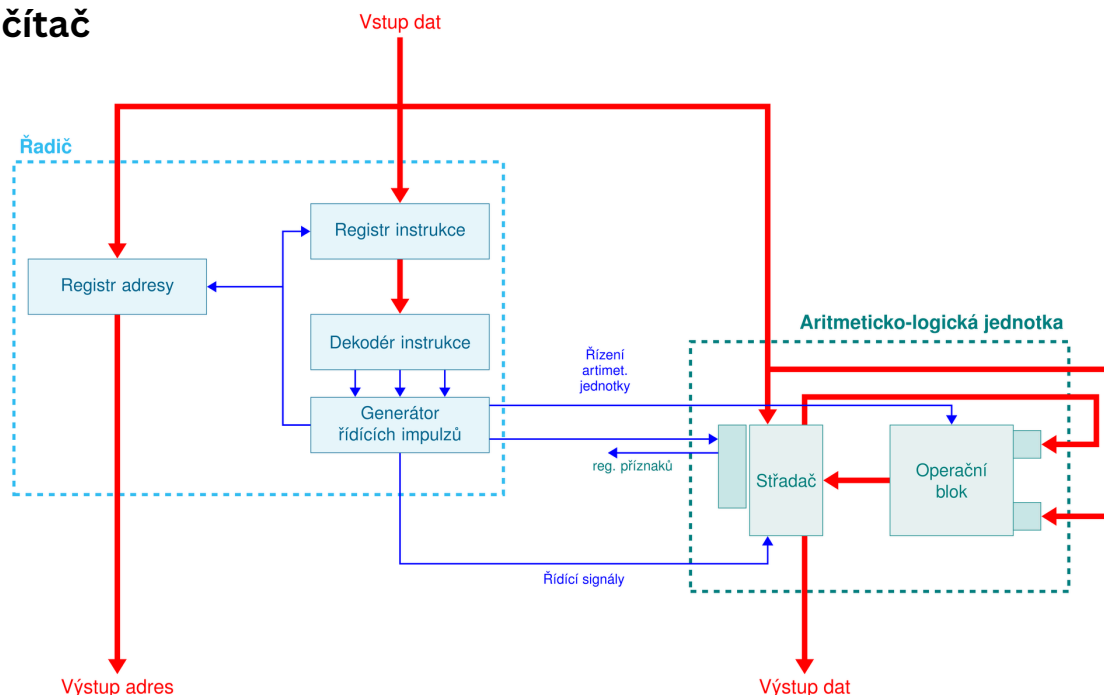 čítač
Vstup dat
Řadič
Registr instrukce
Registr adresy
Dekodér instrukce
Generátor
řídících impulzů
Řízení
artimet.
jednotky
Aritmeticko-logická jednotka
reg. příznaků
Střadač
Operační
blok
Řídící signály
Výstup adres
Výstup dat